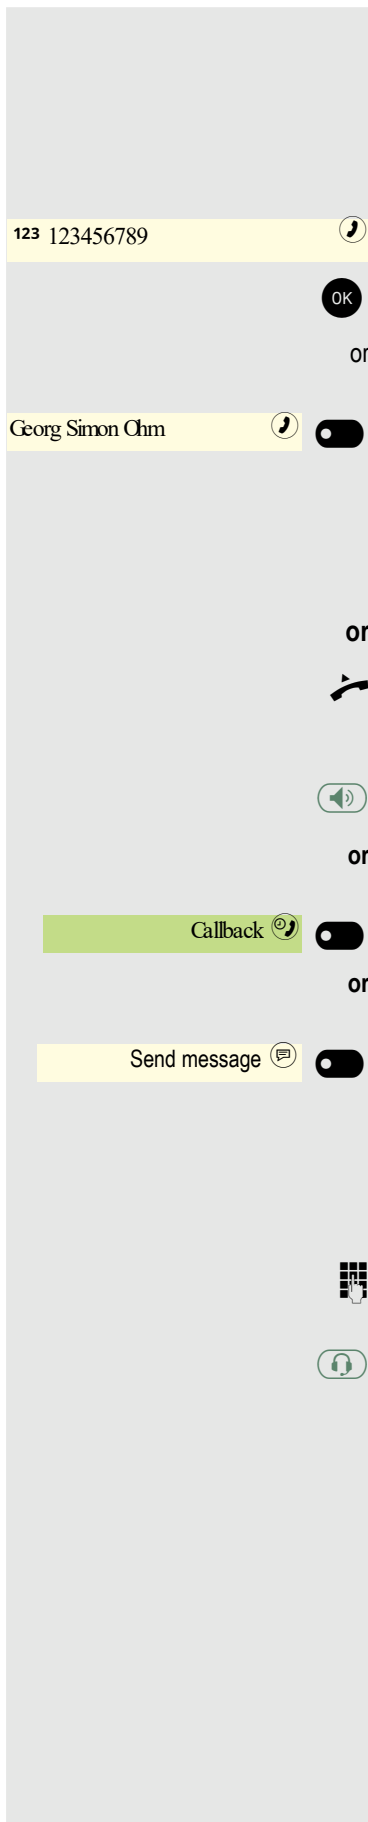 123 123456789
OK
or
Georg Simon Ohm
or
or
Callback
or
Send message